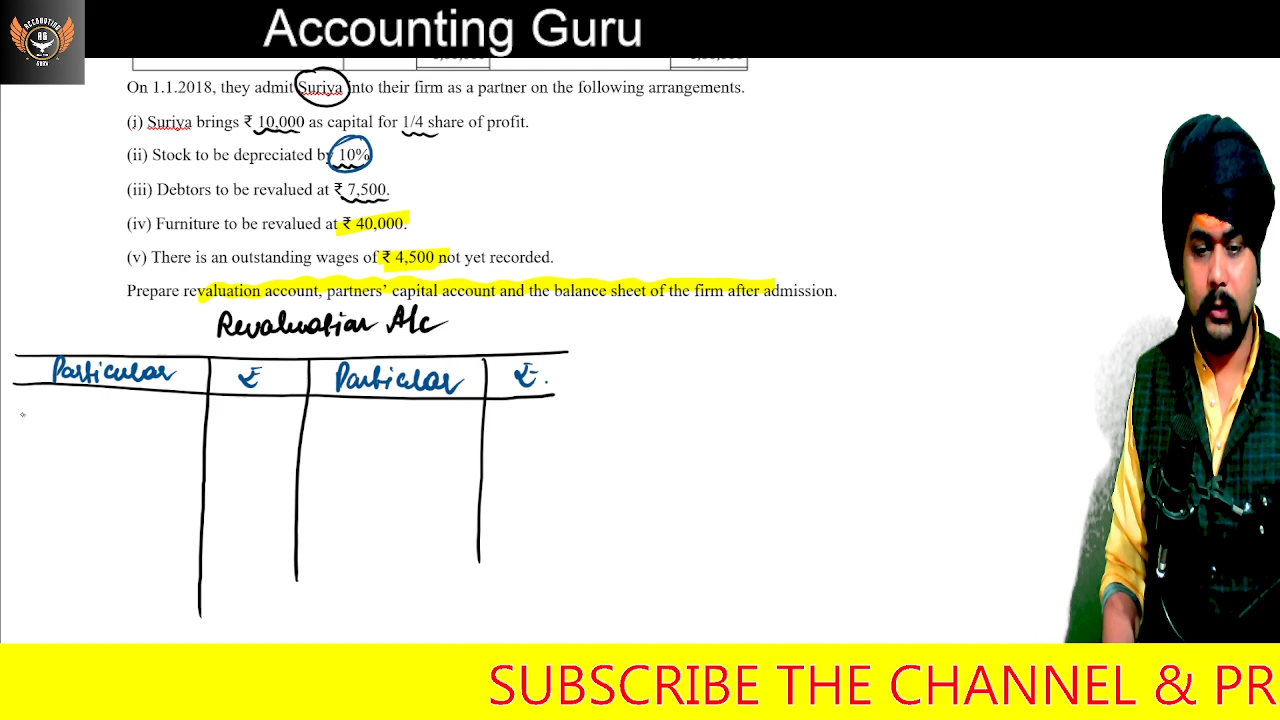 ACCOUNTING
AG
GURU
Accounting Guru
On 1.1.2018, they admit Suriya into their firm as a partner on the following arrangements.
(i) Suriya brings ₹ 10,000 as capital for 1/4 share of profit.
(ii) Stock to be depreciated by 10%
(iii) Debtors to be revalued at ₹ 7,500.
(iv) Furniture to be revalued at ₹ 40,000.
(v) There is an outstanding wages of ₹ 4,500 not yet recorded.
Prepare revaluation account, partners’ capital account and the balance sheet of the firm after admission.
Revaluation A/c
Particular ₹ Particular ₹.
SUBSCRIBE THE CHANNEL & PR